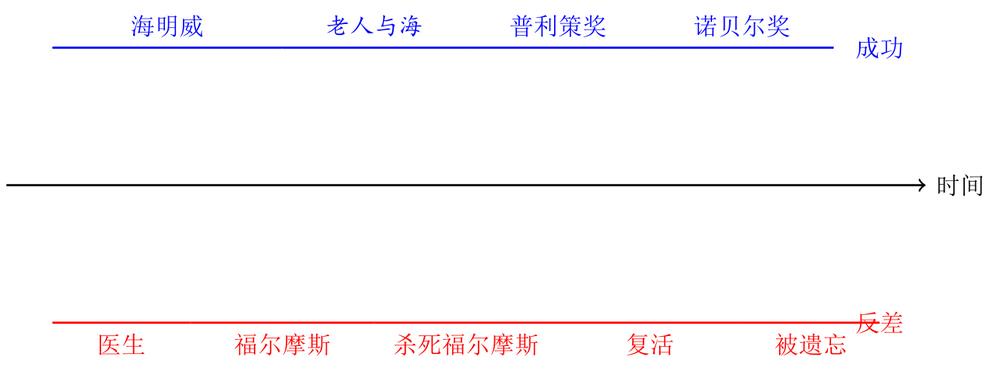 海明威 老人与海 普利策奖 诺贝尔奖
成功
时间
反差
医生 福尔摩斯 杀死福尔摩斯 复活 被遗忘